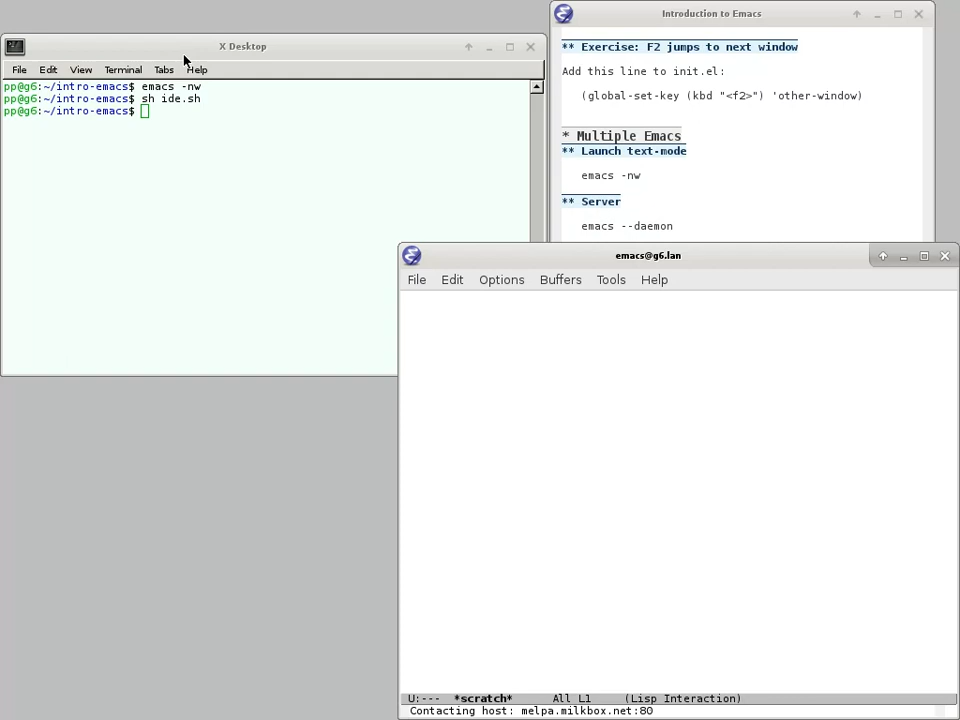 X Desktop
File Edit View Terminal Tabs Help
pp@g6:~/intro-emacs$ emacs -nw
pp@g6:~/intro-emacs$ sh ide.sh
pp@g6:~/intro-emacs$
Introduction to Emacs
** Exercise: F2 jumps to next window
Add this line to init.el:
(global-set-key (kbd "<f2>") 'other-window)
* Multiple Emacs
** Launch text-mode
emacs -nw
** Server
emacs --daemon
emacs@g6.lan
File Edit Options Buffers Tools Help
U:--- *scratch* All L1 (Lisp Interaction)
Contacting host: melpa.milkbox.net:80